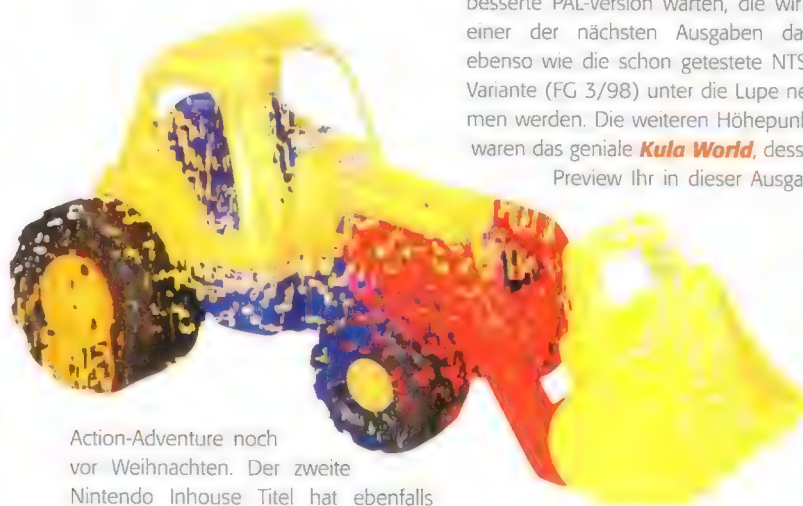 besserte PAL-Version warten, die wir
einer der nächsten Ausgaben da
ebenso wie die schon getestete NTS
Variante (FG 3/98) unter die Lupe ne
men werden. Die weiteren Höhepunk
waren das geniale Kula World, dess
Preview Ihr in dieser Ausga
Action-Adventure noch
vor Weihnachten. Der zweite
Nintendo Inhouse Titel hat ebenfalls